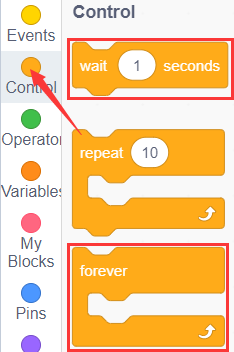 Control
Events
Control
Operator
Variables
My
Blocks
Pins
wait 1 seconds
repeat 10
forever